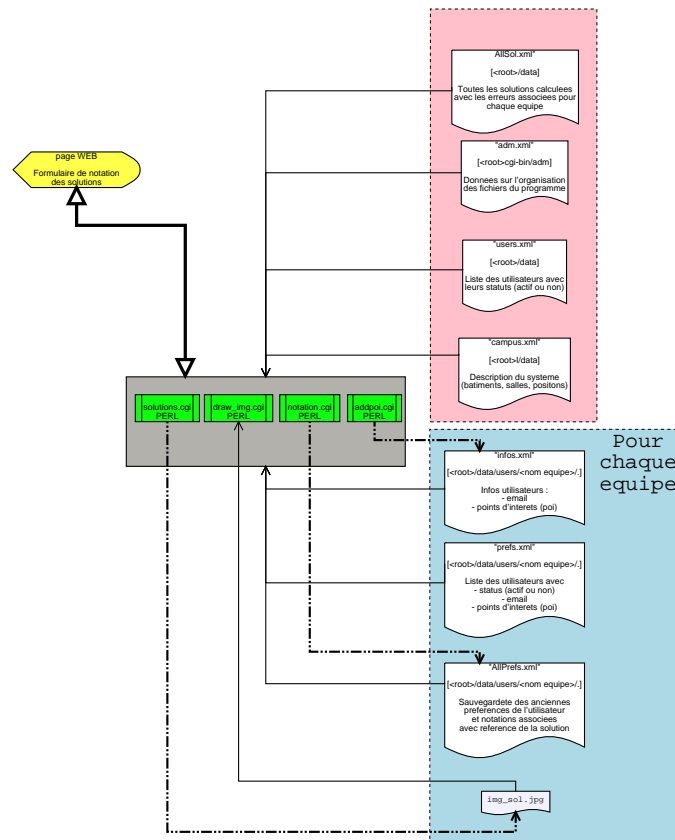 AllSol.xml"
[<root>/data]
Toutes les solutions calculees
avec les erreurs associees pour
chaque equipe
"adm.xml"
[<root>cgi-bin/adm]
Donnees sur l'organisation
des fichiers du programme
page WEB
Formulaire de notation
des solutions
"users.xml"
[<root>/data]
Liste des utilisateurs avec
leurs statuts (actif ou non)
"campus.xml"
[<root>l/data]
Description du systeme
(batiments, salles, positons)
solutions.cgi
PERL
draw_img.cgi
PERL
notation.cgi
PERL
addpoi.cgi
PERL
Pour
chaque
equipe
"infos.xml"
[<root>/data/users/<nom equipe>/.]
Infos utilisateurs :
- email
- points d'interets (poi)
"prefs.xml"
[<root>/data/users/<nom equipe>/.]
Liste des utilisateurs avec
- status (actif ou non)
- email
- points d'interets (poi)
"AllPrefs.xml"
[<root>/data/users/<nom equipe>/.]
Sauvegardete des anciennes
preferences de l'utilisateur
et notations associees
avec reference de la solution
img_sol.jpg